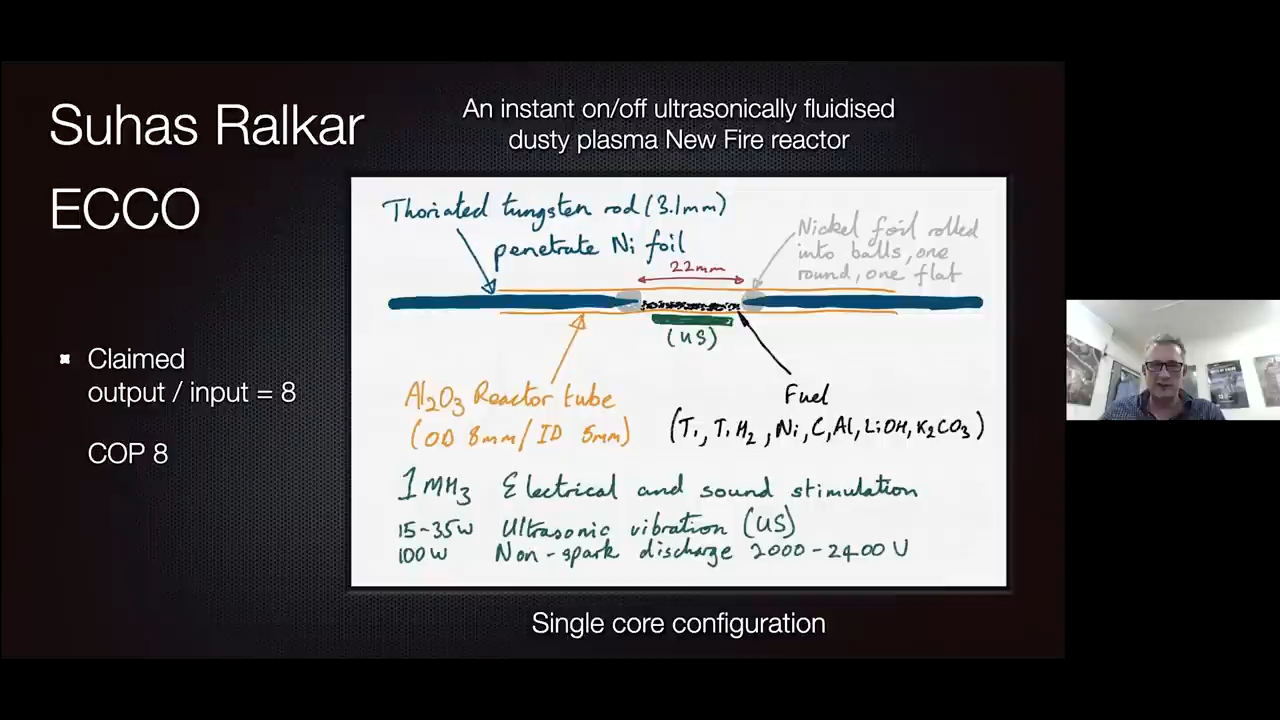 Suhas Ralkar
ECCO
An instant on/off ultrasonically fluidised
dusty plasma New Fire reactor
Claimed
output / input = 8
COP 8
Thoriated tungsten rod (3.1mm)
penetrate Ni foil
Nickel foil rolled
into balls, one
round, one flat
22mm
(US)
Al2O3 Reactor tube
(OD 8mm / ID 5mm)
Fuel
(Ti, TiH2, Ni, C, Al, LiOH, K2CO3)
1 MHz Electrical and sound stimulation
15-35W Ultrasonic vibration (US)
100W Non-spark discharge 2000-2400 V
Single core configuration